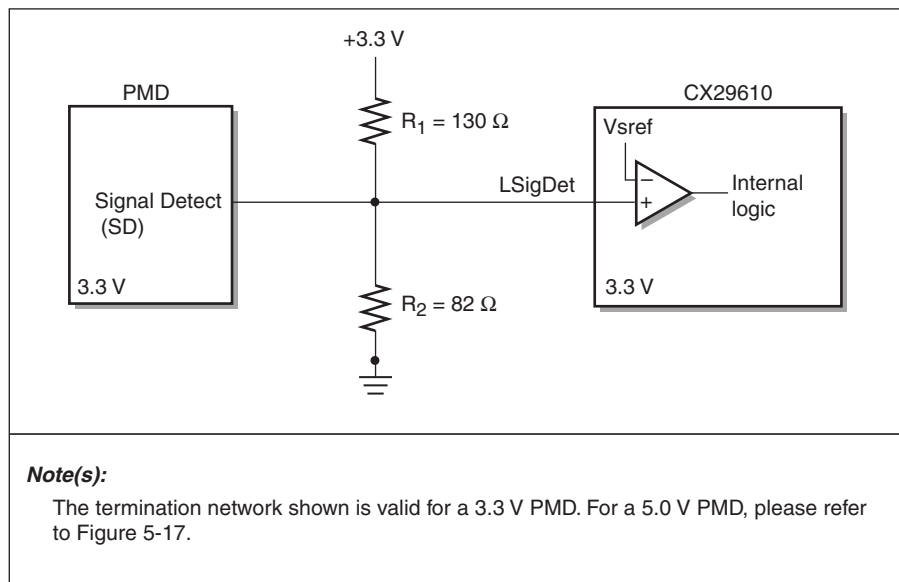 +3.3 V
PMD
CX29610
R1 = 130 Ω
Vsref
LSigDet
−
+
Internal
logic
Signal Detect
(SD)
3.3 V
R2 = 82 Ω
3.3 V
Note(s):
The termination network shown is valid for a 3.3 V PMD. For a 5.0 V PMD, please refer
to Figure 5-17.